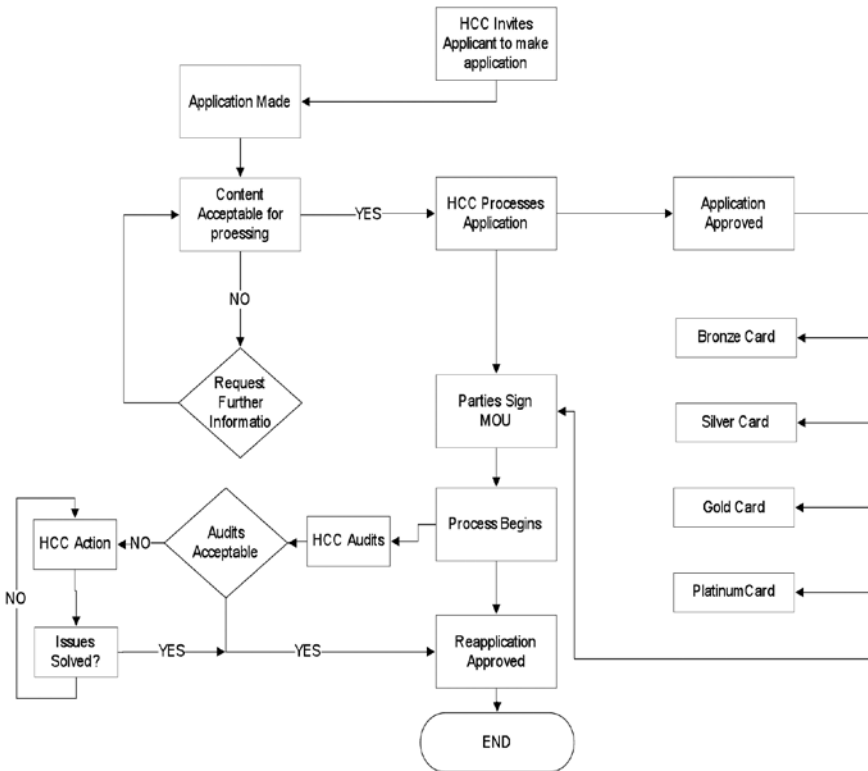 HCC Invites
Applicant to make
application
Application Made
Content
Acceptable for
proessing
YES
HCC Processes
Application
Application
Approved
NO
Bronze Card
Request
Further
Informatio
Parties Sign
MOU
Silver Card
HCC Action
NO
Audits
Acceptable
HCC Audits
Process Begins
Gold Card
NO
Platinum Card
Issues
Solved?
YES
YES
Reapplication
Approved
END